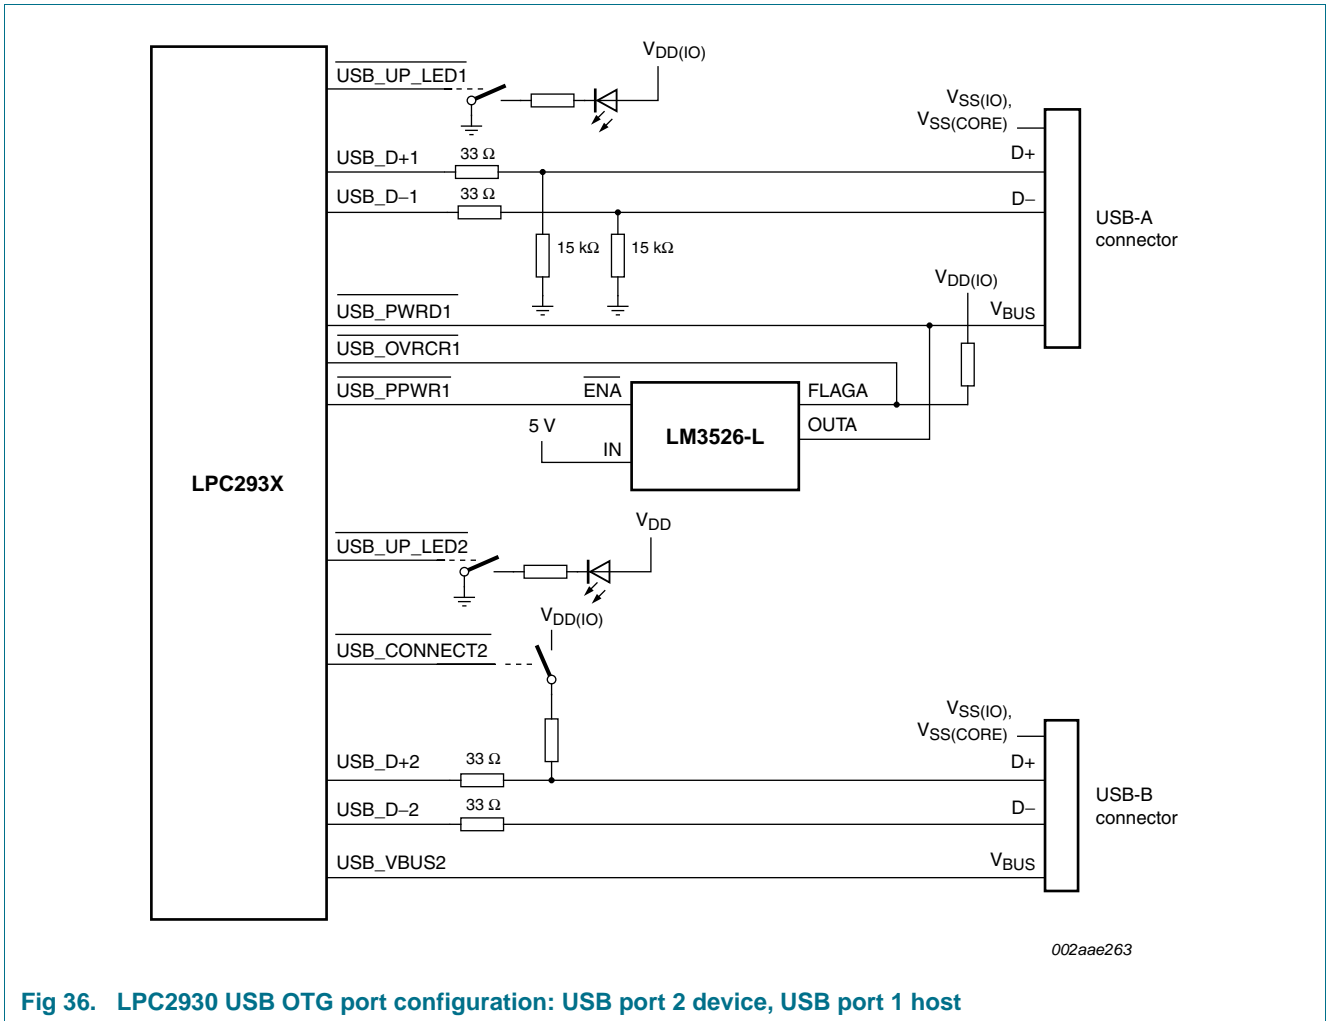 USB_UP_LED1
VDD(IO)
VSS(IO),
VSS(CORE)
USB_D+1
33 Ω
D+
USB_D−1
33 Ω
D−
USB-A
connector
15 kΩ
15 kΩ
VDD(IO)
USB_PWRD1
VBUS
USB_OVRCR1
USB_PPWR1
ENA
FLAGA
5 V
IN
LM3526-L
OUTA
LPC293X
VDD
USB_UP_LED2
VDD(IO)
USB_CONNECT2
VSS(IO),
VSS(CORE)
USB_D+2
33 Ω
D+
USB_D−2
33 Ω
D−
USB-B
connector
USB_VBUS2
VBUS
002aae263
Fig 36. LPC2930 USB OTG port configuration: USB port 2 device, USB port 1 host